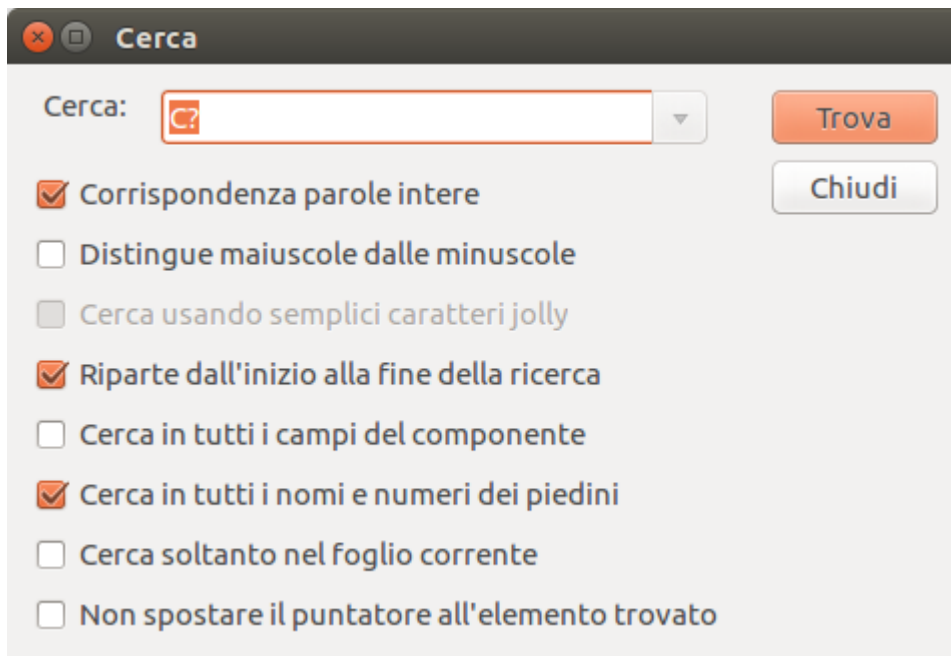 Cerca
Cerca: C? Trova
Chiudi
Corrispondenza parole intere
Distingue maiuscole dalle minuscole
Cerca usando semplici caratteri jolly
Riparte dall'inizio alla fine della ricerca
Cerca in tutti i campi del componente
Cerca in tutti i nomi e numeri dei piedini
Cerca soltanto nel foglio corrente
Non spostare il puntatore all'elemento trovato